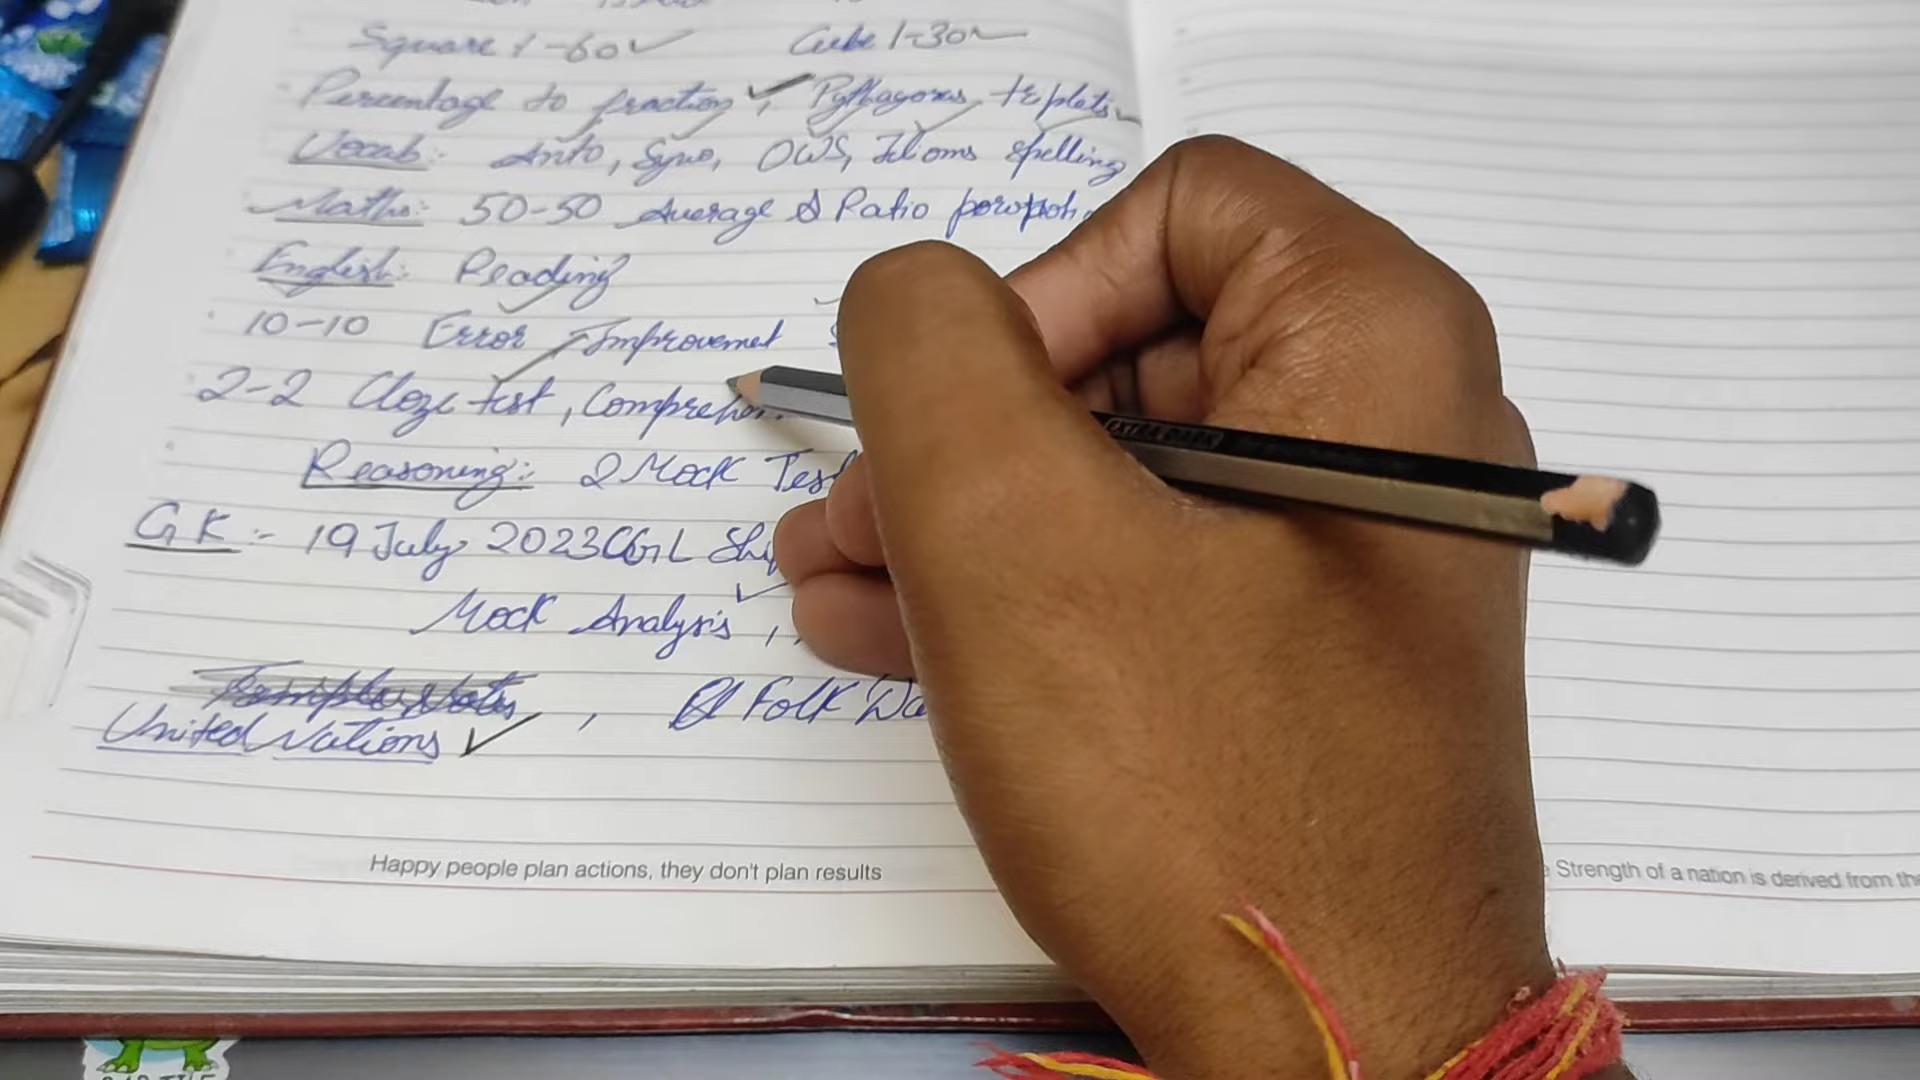 Square 1-60 Cube 1-30
Percentage to fraction, Pythagoras triplets
Vocab: Anto, Syno, OWS, Idioms spelling
Maths: 50-50 Average & Ratio
English: Reading
10-10 Error Improvement
2-2 Cloze test, Comprehen
Reasoning: 2 Mock Test
GK:- 19 July 2023 CGL
Mock Analysis,
, Folk
United Nations
Happy people plan actions, they don't plan results
Strength of a nation is derived from the
EXTRA DARK